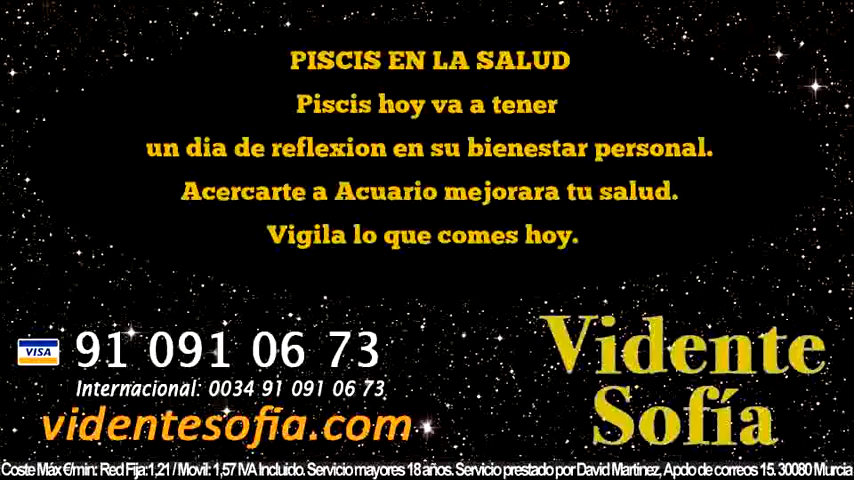 PISCIS EN LA SALUD
Piscis hoy va a tener
un dia de reflexion en su bienestar personal.
Acercarte a Acuario mejorara tu salud.
Vigila lo que comes hoy.
VISA 91 091 06 73
Internacional: 0034 91 091 06 73
videntesofia.com
Vidente
Sofía
Coste Máx €/min: Red Fija:1,21 / Movil: 1,57 IVA Incluido. Servicio mayores 18 años. Servicio prestado por David Martinez, Apdo de correos 15. 30080 Murcia